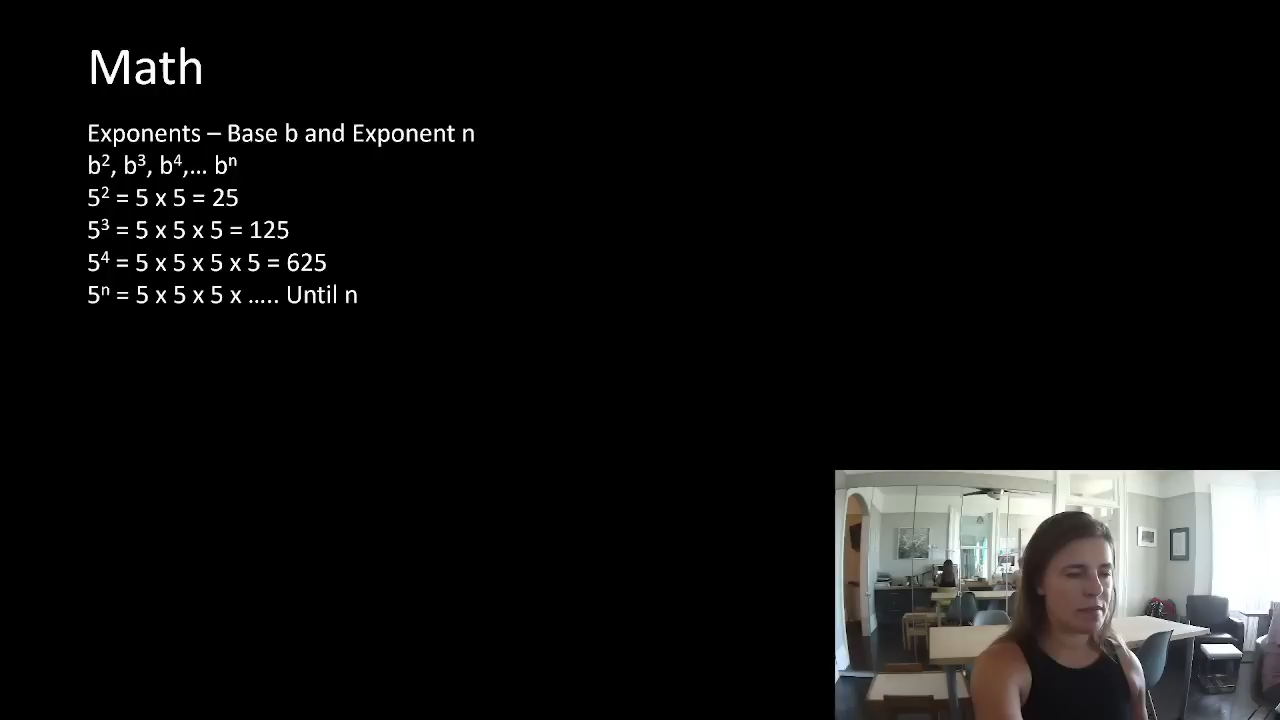 Math
Exponents – Base b and Exponent n
b², b³, b⁴,... bⁿ
5² = 5 x 5 = 25
5³ = 5 x 5 x 5 = 125
5⁴ = 5 x 5 x 5 x 5 = 625
5ⁿ = 5 x 5 x 5 x ..... Until n